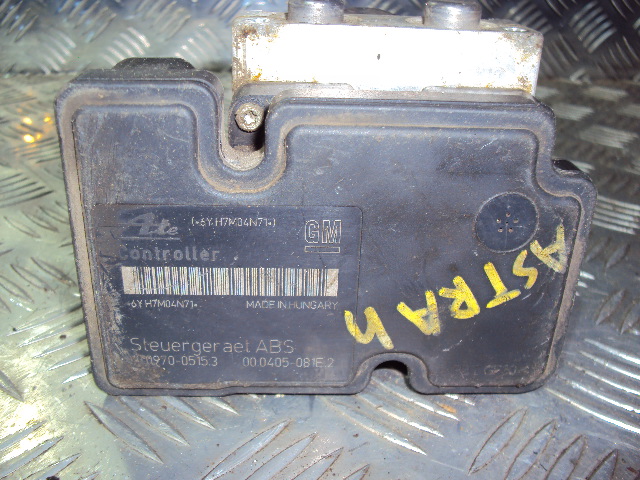 Ate (-6Y H7M04N71-)
GM
Controller
-6Y H7M04N71-
MADE IN HUNGARY
Steuergeraet ABS
00.0405-081E.2
ASTRA h